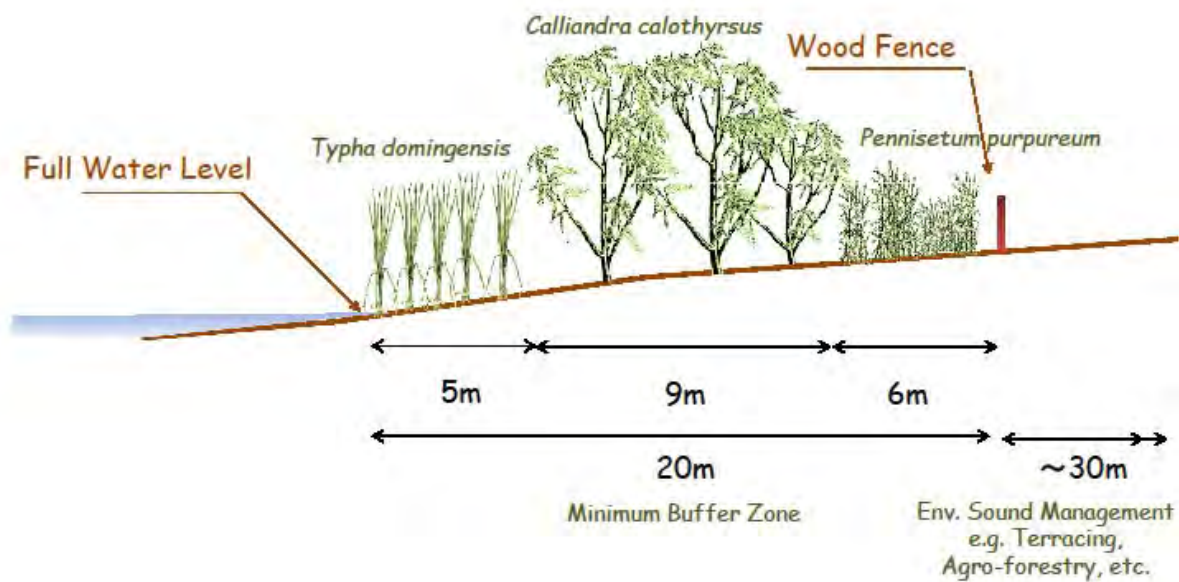 Calliandra calothyrsus
Wood Fence
Typha domingensis
Pennisetum purpureum
Full Water Level
5m
9m
6m
20m
~30m
Minimum Buffer Zone
Env. Sound Management
e.g. Terracing,
Agro-forestry, etc.